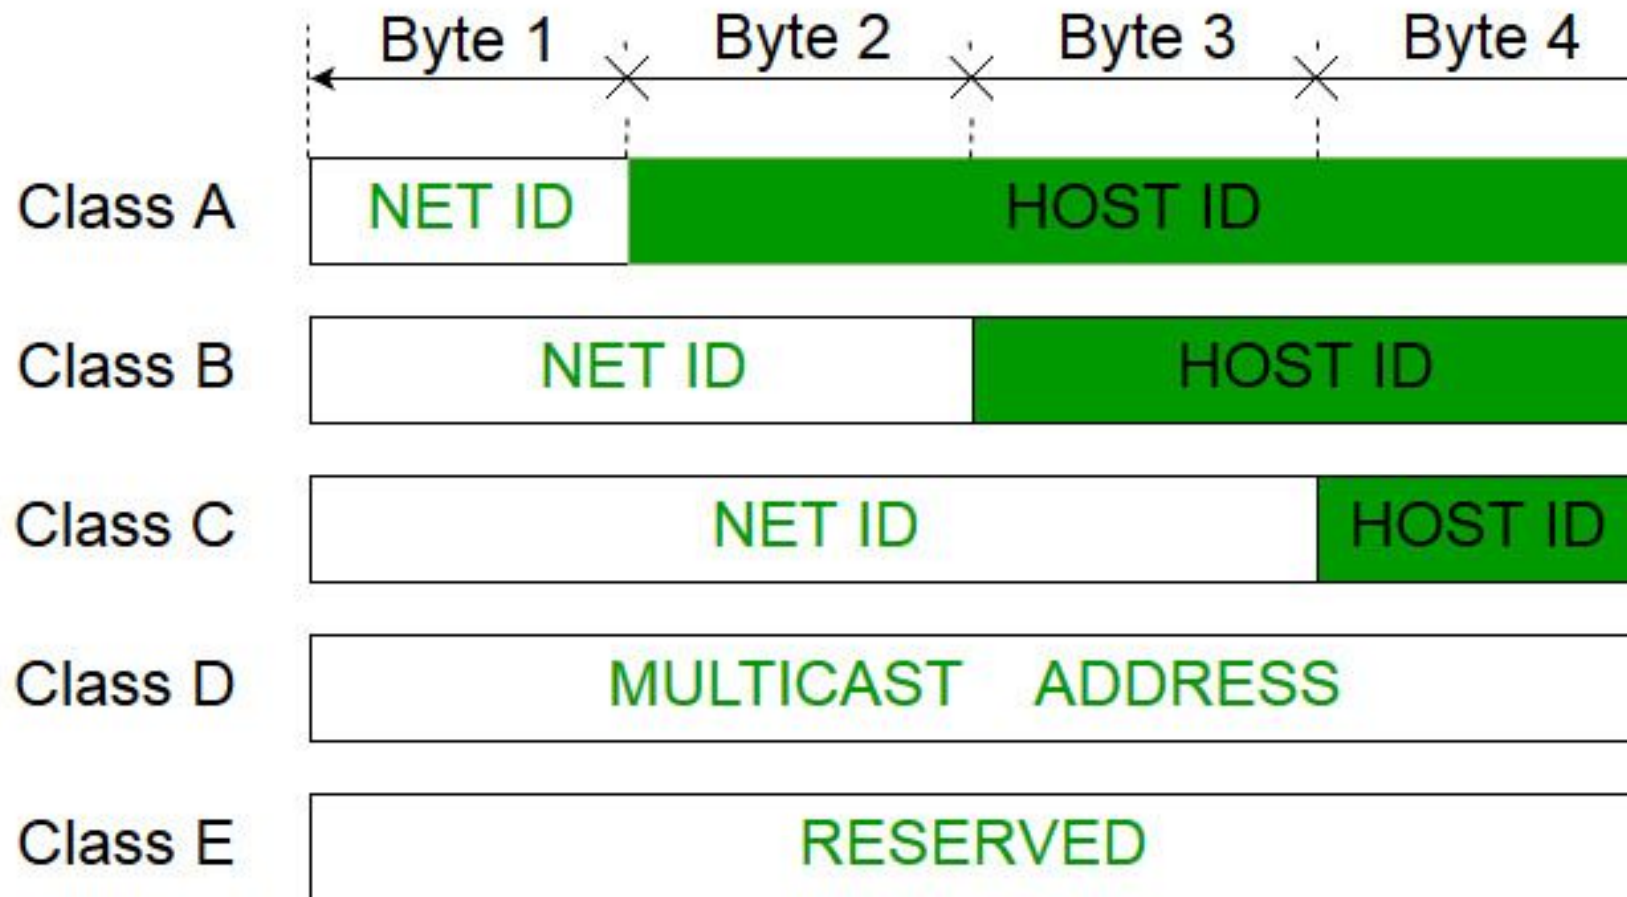 Byte 1 Byte 2 Byte 3 Byte 4
Class A NET ID HOST ID
Class B NET ID HOST ID
Class C NET ID HOST ID
Class D MULTICAST ADDRESS
Class E RESERVED